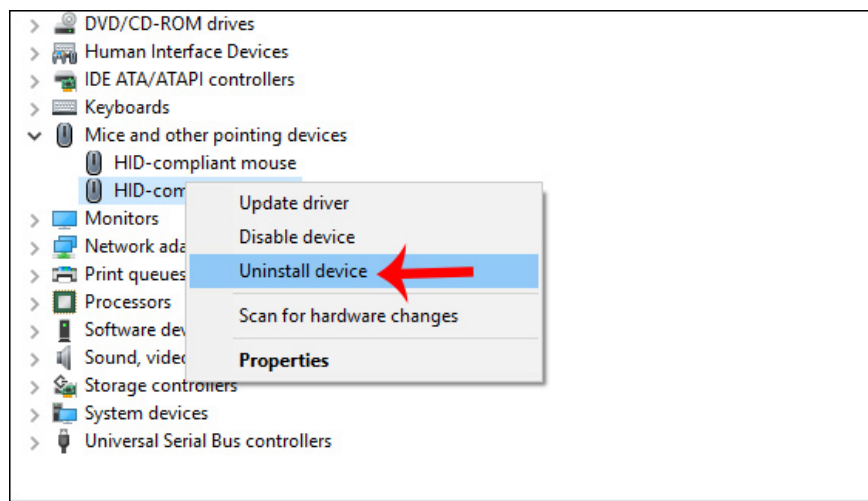 DVD/CD-ROM drives
Human Interface Devices
IDE ATA/ATAPI controllers
Keyboards
Mice and other pointing devices
HID-compliant mouse
HID-com
Update driver
Monitors
Disable device
Network ada
Uninstall device
Print queues
Processors
Scan for hardware changes
Software dev
Sound, video
Properties
Storage controllers
System devices
Universal Serial Bus controllers